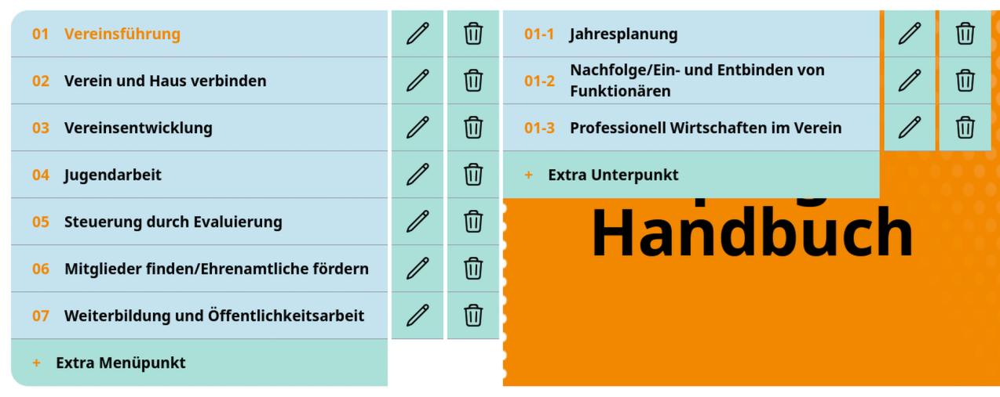 01 Vereinsführung
02 Verein und Haus verbinden
03 Vereinsentwicklung
04 Jugendarbeit
05 Steuerung durch Evaluierung
06 Mitglieder finden/Ehrenamtliche fördern
07 Weiterbildung und Öffentlichkeitsarbeit
+ Extra Menüpunkt
01-1 Jahresplanung
01-2 Nachfolge/Ein- und Entbinden von
Funktionären
01-3 Professionell Wirtschaften im Verein
+ Extra Unterpunkt
Handbuch